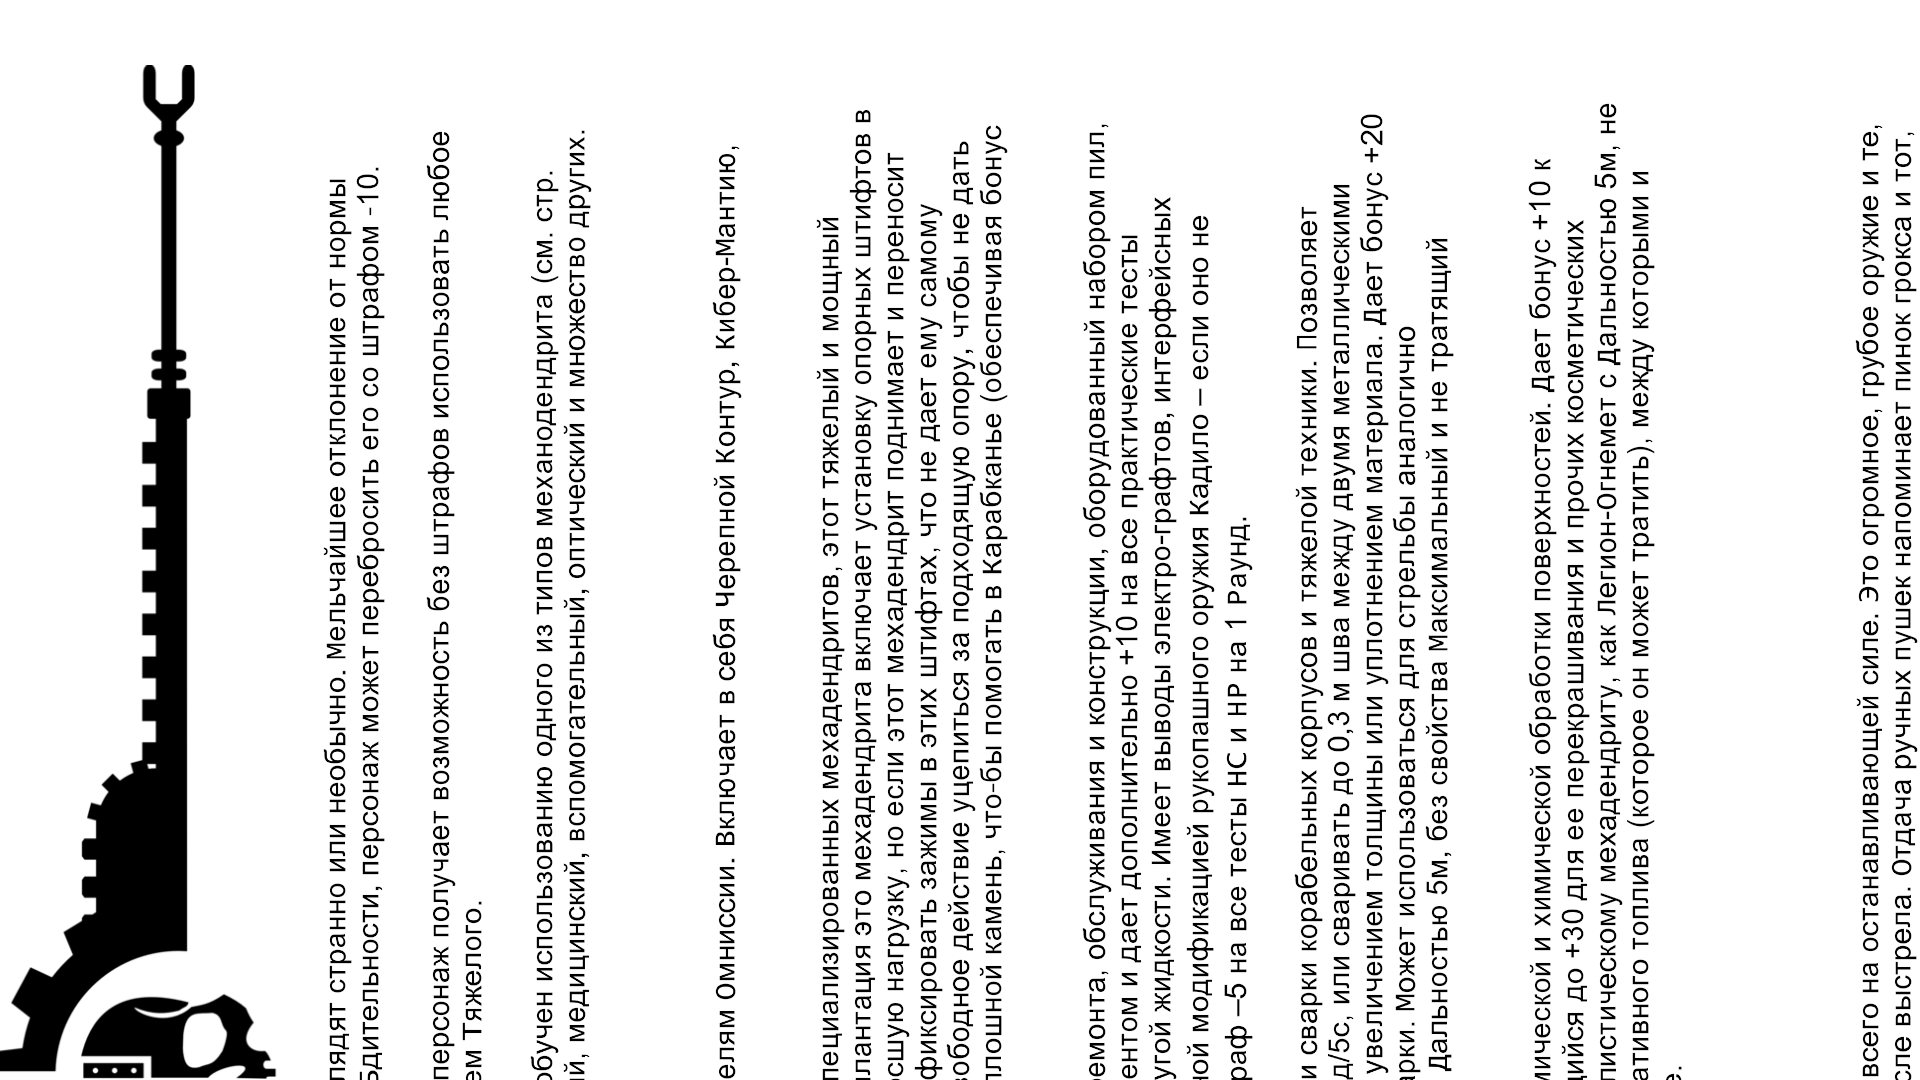 лядят странно или необычно. Мельчайшее отклонение от нормы
Бдительности, персонаж может перебросить его со штрафом -10.
персонаж получает возможность без штрафов использовать любое
ем Тяжелого.
обучен использованию одного из типов механодендрита (см. стр.
ий, медицинский, вспомогательный, оптический и множество других.
елям Омниссии. Включает в себя Черепной Контур, Кибер-Мантию,
пециализированных мехадендритов, этот тяжелый и мощный
плантация это мехадендрита включает установку опорных штифтов в
осшую нагрузку, но если этот мехадендрит поднимает и переносит
фиксировать зажимы в этих штифтах, что не дает ему самому
вободное действие уцепиться за подходящую опору, чтобы не дать
плошной камень, что-бы помогать в Карабканье (обеспечивая бонус
ремонта, обслуживания и конструкции, оборудованный набором пил,
ентом и дает дополнительно +10 на все практические тесты
угой жидкости. Имеет выводы электро-графтов, интерфейсных
ной модификацией рукопашного оружия Кадило – если оно не
раф –5 на все тесты НС и НР на 1 Раунд.
и сварки корабельных корпусов и тяжелой техники. Позволяет
д/5с, или сваривать до 0,3 м шва между двумя металлическими
увеличением толщины или уплотнением материала. Дает бонус +20
арки. Может использоваться для стрельбы аналогично
Дальностью 5м, без свойства Максимальный и не тратящий
мической и химической обработки поверхностей. Дает бонус +10 к
щийся до +30 для ее перекрашивания и прочих косметических
листическому мехадендриту, как Легион-Огнемет с Дальностью 5м, не
ативного топлива (которое он может тратить), между которыми и
е.
всего на останавливающей силе. Это огромное, грубое оружие и те,
сле выстрела. Отдача ручных пушек напоминает пинок грокса и тот,